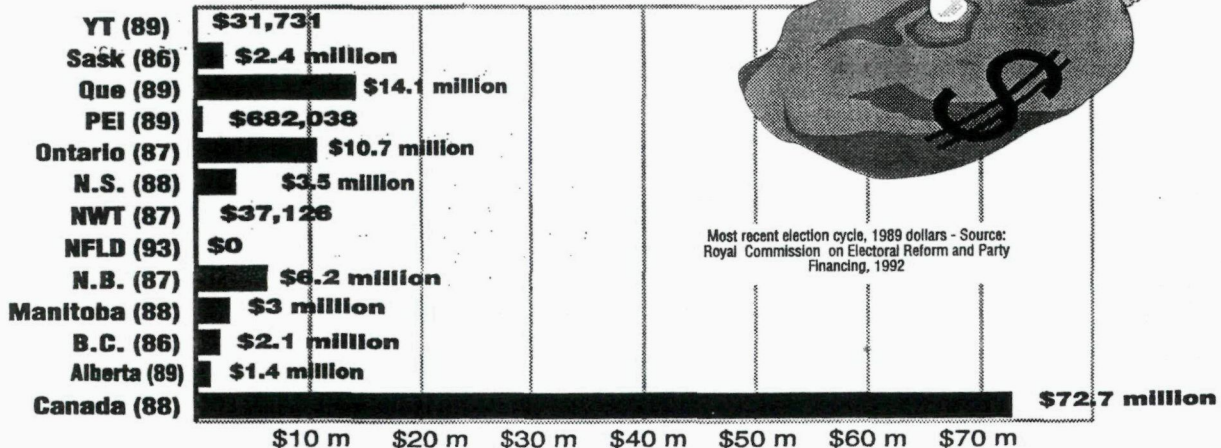 YT (89) $31,731
Sask (86) $2.4 million
Que (89) $14.1 million
PEI (89) $682,038
Ontario (87) $10.7 million
N.S. (88) $3.5 million
NWT (87) $37,126
NFLD (93) $0
N.B. (87) $6.2 million
Manitoba (88) $3 million
B.C. (86) $2.1 million
Alberta (89) $1.4 million
Canada (88) $72.7 million
$10 m $20 m $30 m $40 m $50 m $60 m $70 m
$
Most recent election cycle, 1989 dollars - Source:
Royal Commission on Electoral Reform and Party
Financing, 1992